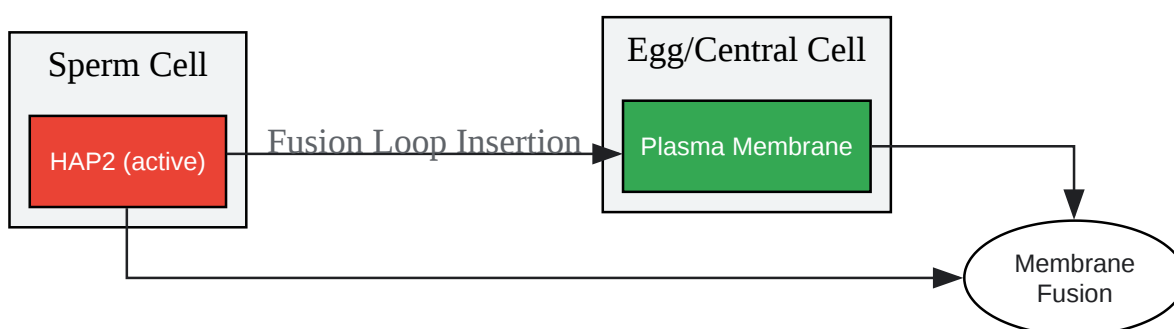 Sperm Cell
HAP2 (active)
Fusion Loop Insertion
Egg/Central Cell
Plasma Membrane
Membrane
Fusion